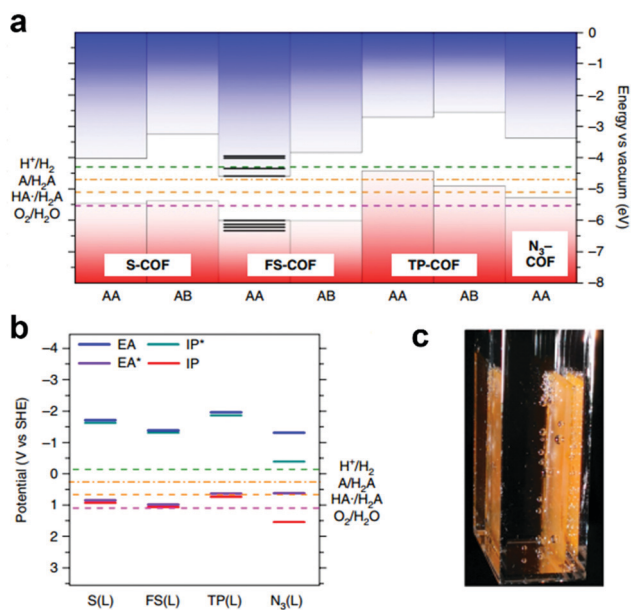 a
0
−1
−2
−3
−4
−5
−6
−7
−8
Energy vs vacuum (eV)
H⁺/H₂
A/H₂A
HA·/H₂A
O₂/H₂O
S-COF
FS-COF
TP-COF
N₃–
COF
AA AB AA AB AA AB AA
b
EA IP*
EA* IP
−4
−3
−2
−1
0
1
2
3
Potential (V vs SHE)
H⁺/H₂
A/H₂A
HA·/H₂A
O₂/H₂O
S(L) FS(L) TP(L) N₃(L)
c